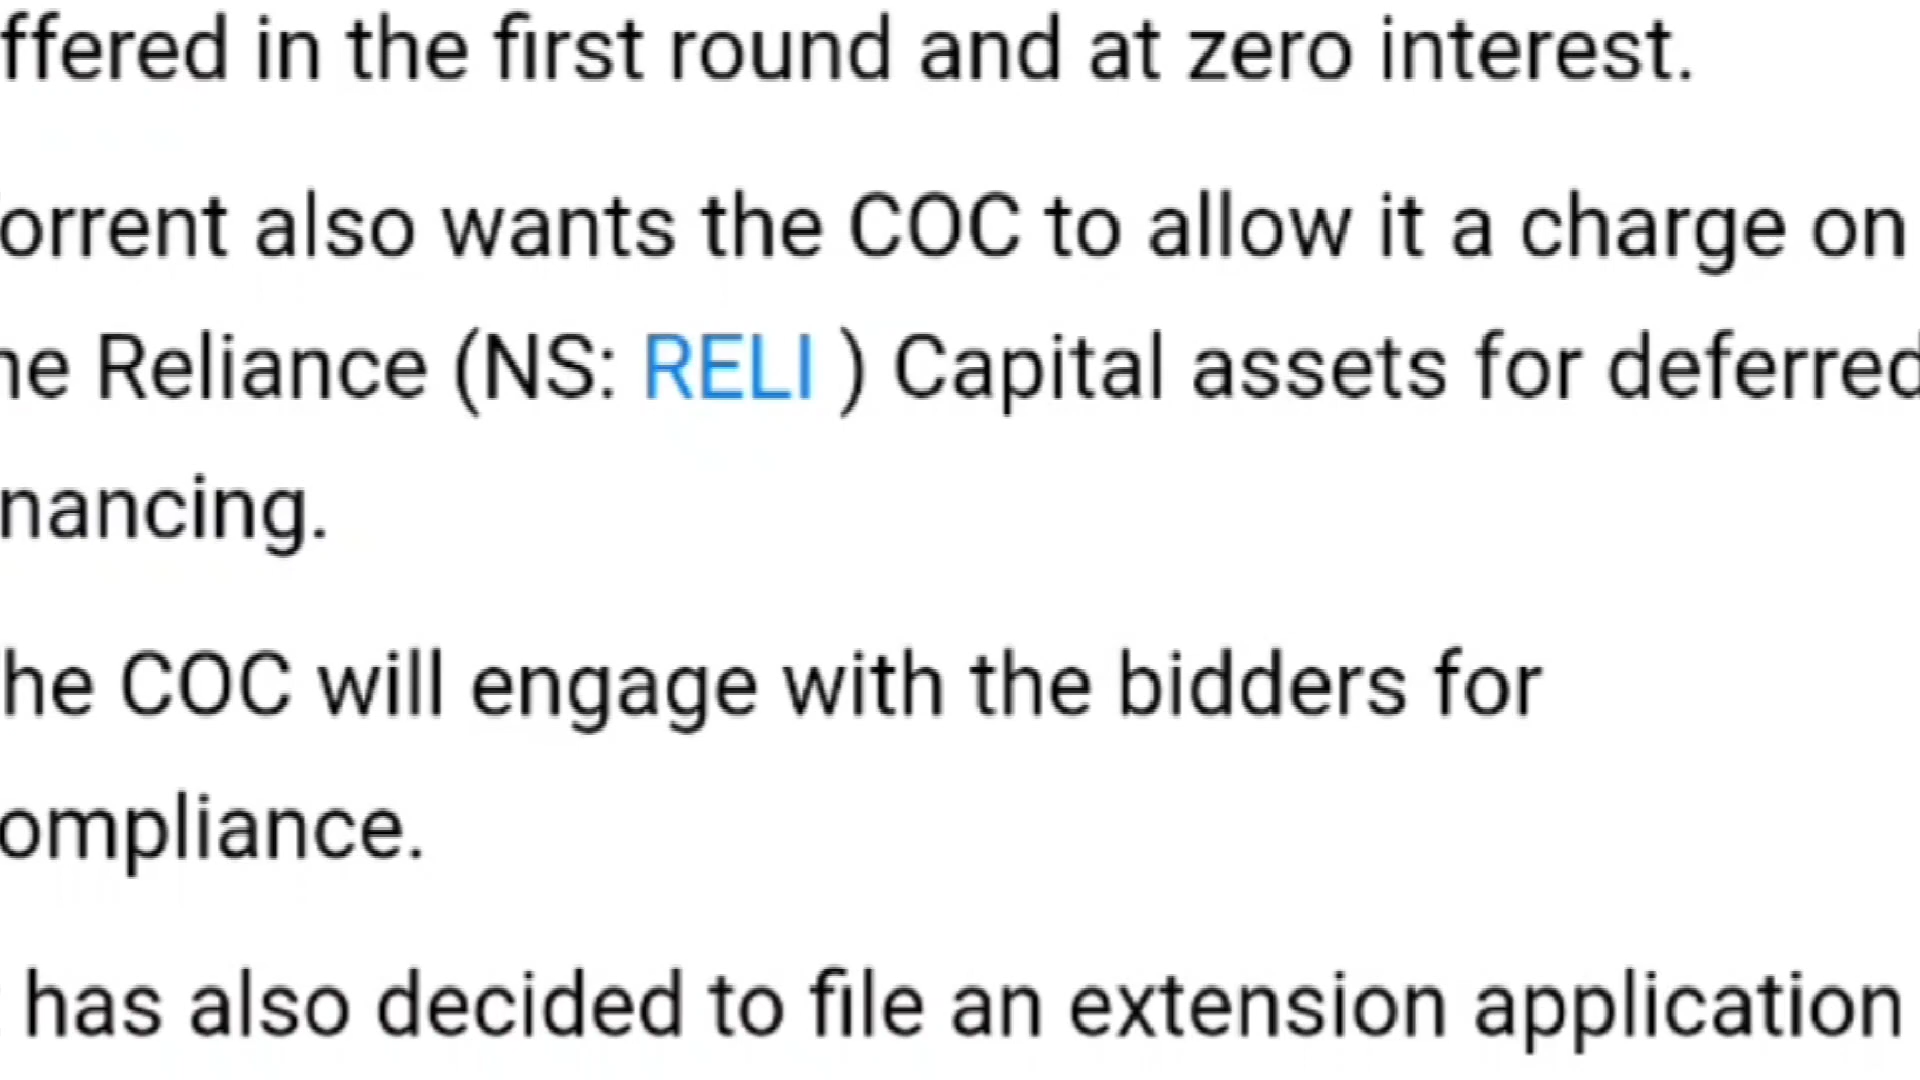 ffered in the first round and at zero interest.
orrent also wants the COC to allow it a charge on
he Reliance (NS: RELI ) Capital assets for deferred
nancing.
he COC will engage with the bidders for
ompliance.
has also decided to file an extension application